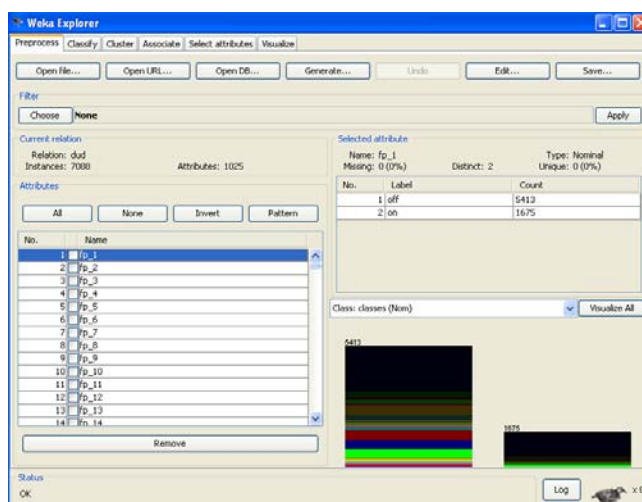 Weka Explorer
Preprocess Classify Cluster Associate Select attributes Visualize
Open file... Open URL... Open DB... Generate... Undo Edit... Save...
Filter
Choose None Apply
Current relation
Relation: dud
Instances: 7088 Attributes: 1025
Attributes
All None Invert Pattern
No. Name
1 fp_1
2 fp_2
3 fp_3
4 fp_4
5 fp_5
6 fp_6
7 fp_7
8 fp_8
9 fp_9
10 fp_10
11 fp_11
12 fp_12
13 fp_13
14 fp_14
Remove
Selected attribute
Name: fp_1 Type: Nominal
Missing: 0 (0%) Distinct: 2 Unique: 0 (0%)
No. Label Count
1 off 5413
2 on 1675
Class: classes (Nom) Visualize All
5413
1675
Status
OK
Log